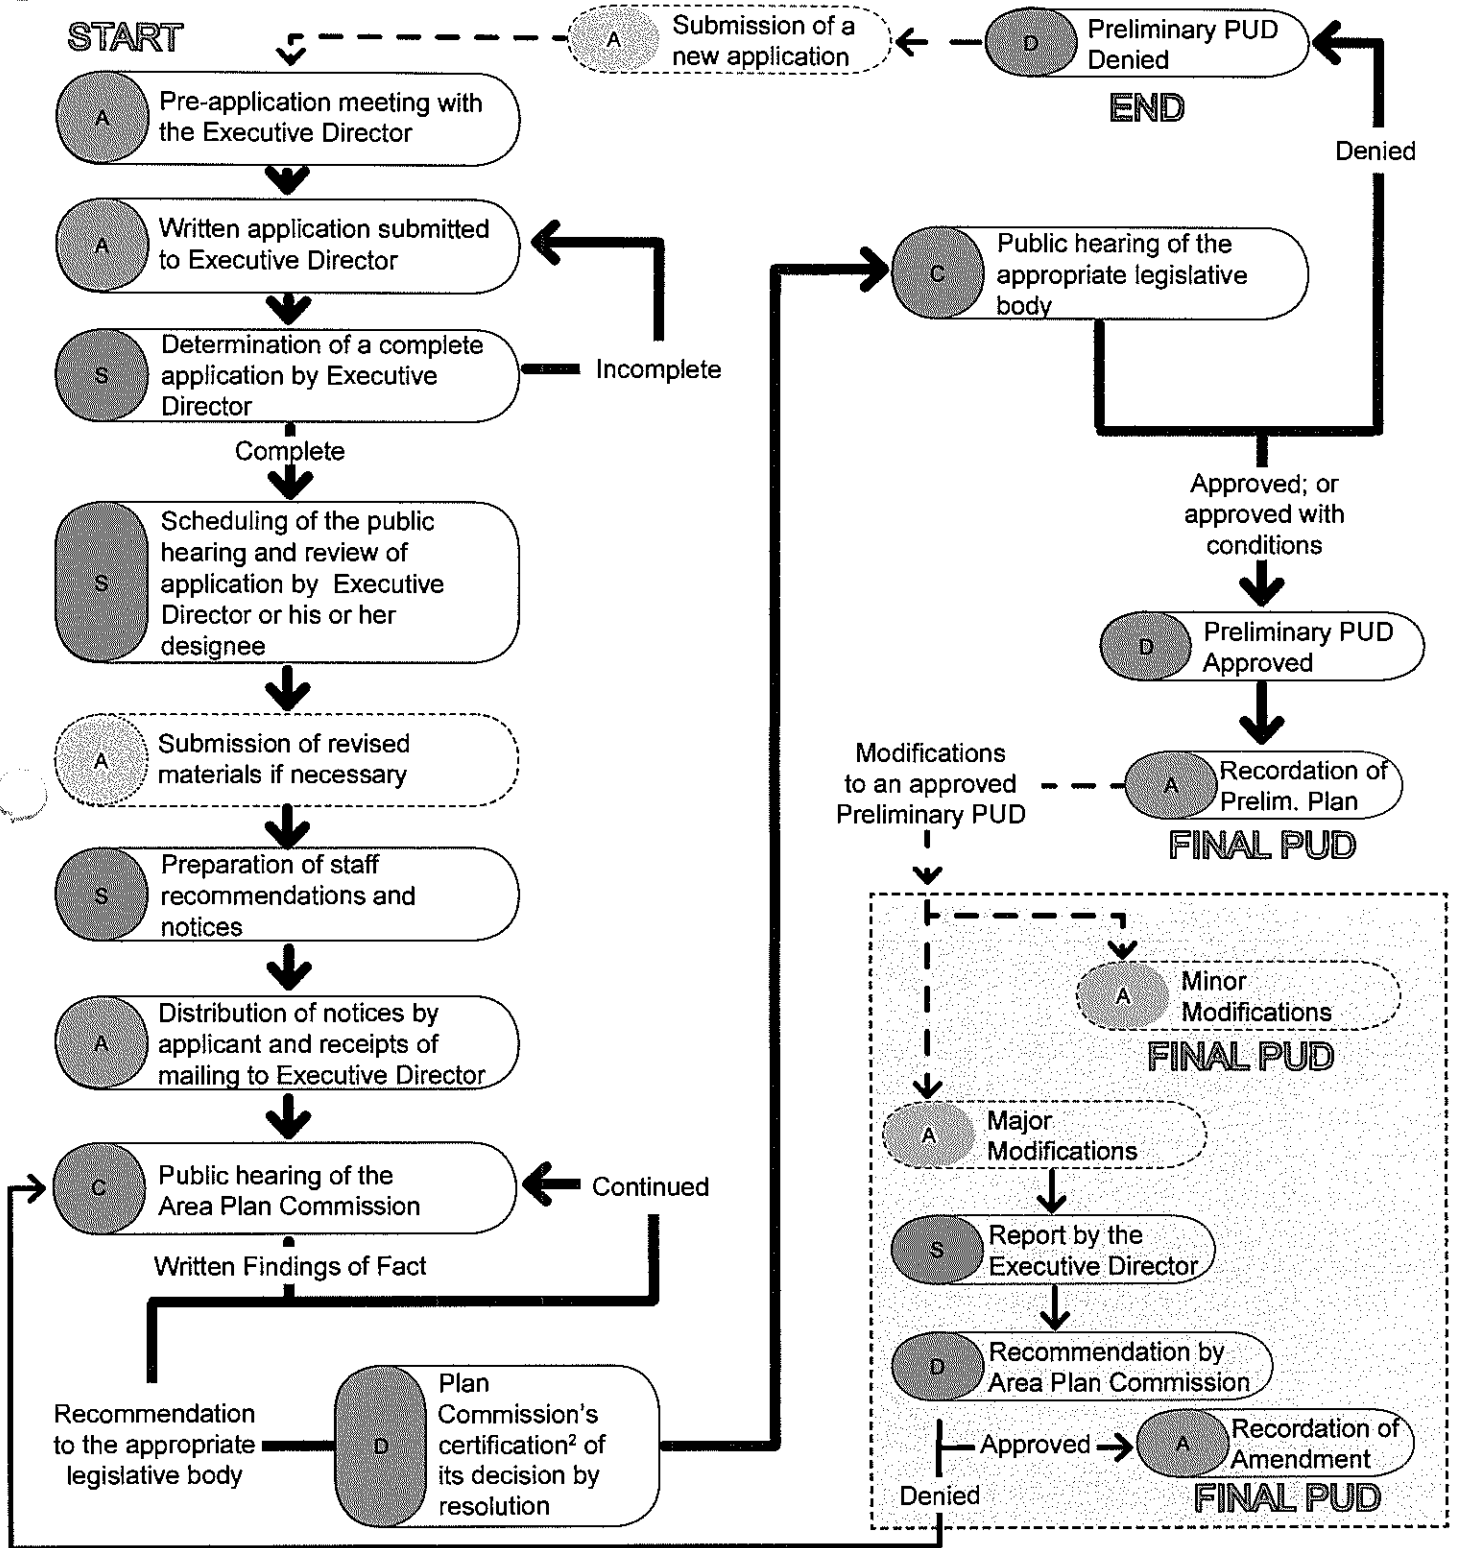 START
A
Pre-application meeting with
the Executive Director
A
Written application submitted
to Executive Director
S
Determination of a complete
application by Executive
Director
Incomplete
Complete
S
Scheduling of the public
hearing and review of
application by Executive
Director or his or her
designee
A
Submission of revised
materials if necessary
S
Preparation of staff
recommendations and
notices
A
Distribution of notices by
applicant and receipts of
mailing to Executive Director
C
Public hearing of the
Area Plan Commission
Continued
Written Findings of Fact
Recommendation
to the appropriate
legislative body
D
Plan
Commission's
certification² of
its decision by
resolution
C
Public hearing of the
appropriate legislative
body
Denied
D
Preliminary PUD
Denied
END
A
Submission of a
new application
Approved; or
approved with
conditions
D
Preliminary PUD
Approved
A
Recordation of
Prelim. Plan
FINAL PUD
Modifications
to an approved
Preliminary PUD
A
Minor
Modifications
FINAL PUD
A
Major
Modifications
S
Report by the
Executive Director
D
Recommendation by
Area Plan Commission
Approved
A
Recordation of
Amendment
FINAL PUD
Denied